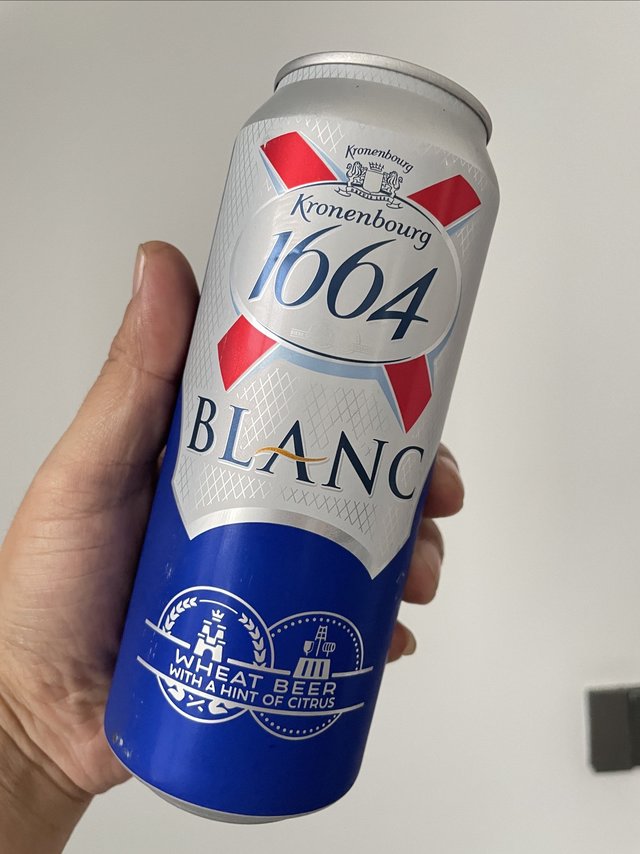 Kronenbourg
Kronenbourg
1664
BLANC
WHEAT BEER
WITH A HINT OF CITRUS